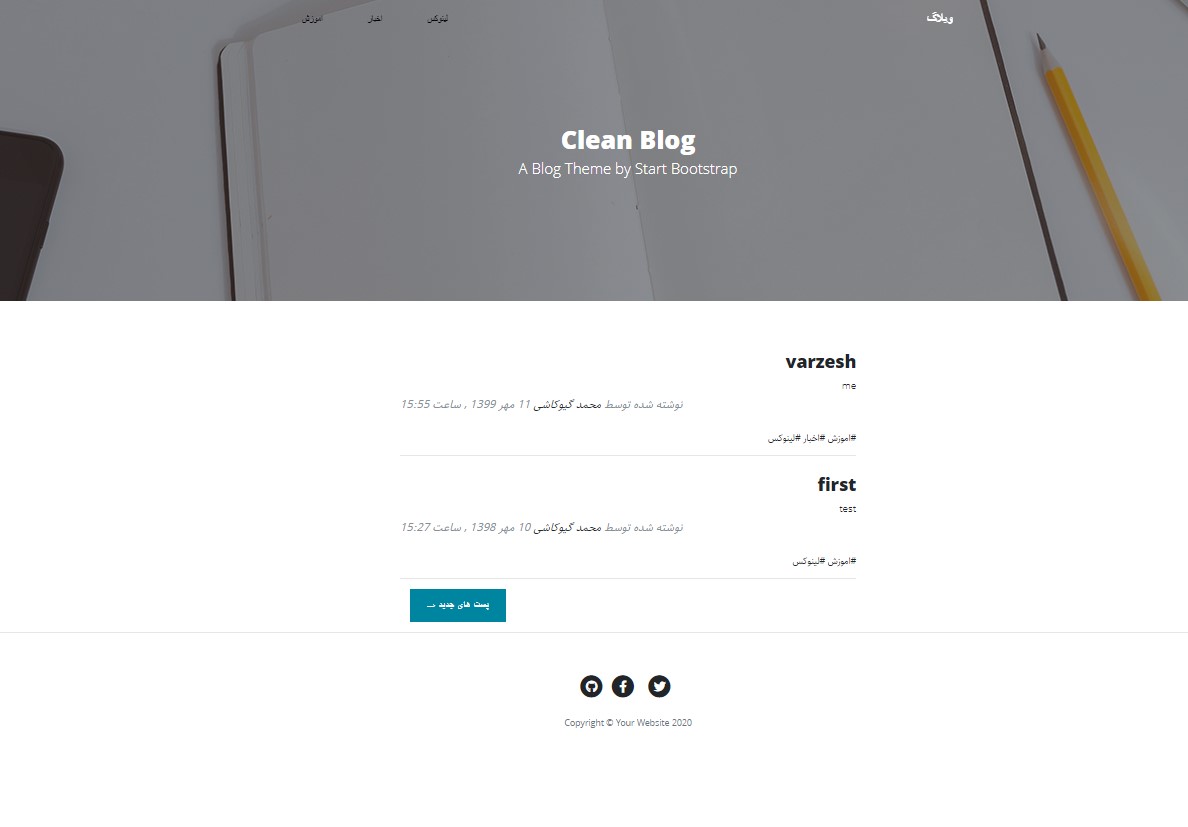 وبلاگ
لینوکس
اخبار
آموزش
Clean Blog
A Blog Theme by Start Bootstrap
varzesh
me
نوشته شده توسط محمد گیوکاشی 11 مهر 1399 , ساعت 15:55
#اموزش #اخبار #لینوکس
first
test
نوشته شده توسط محمد گیوکاشی 10 مهر 1398 , ساعت 15:27
#اموزش #لینوکس
پست های جدید →
Copyright © Your Website 2020